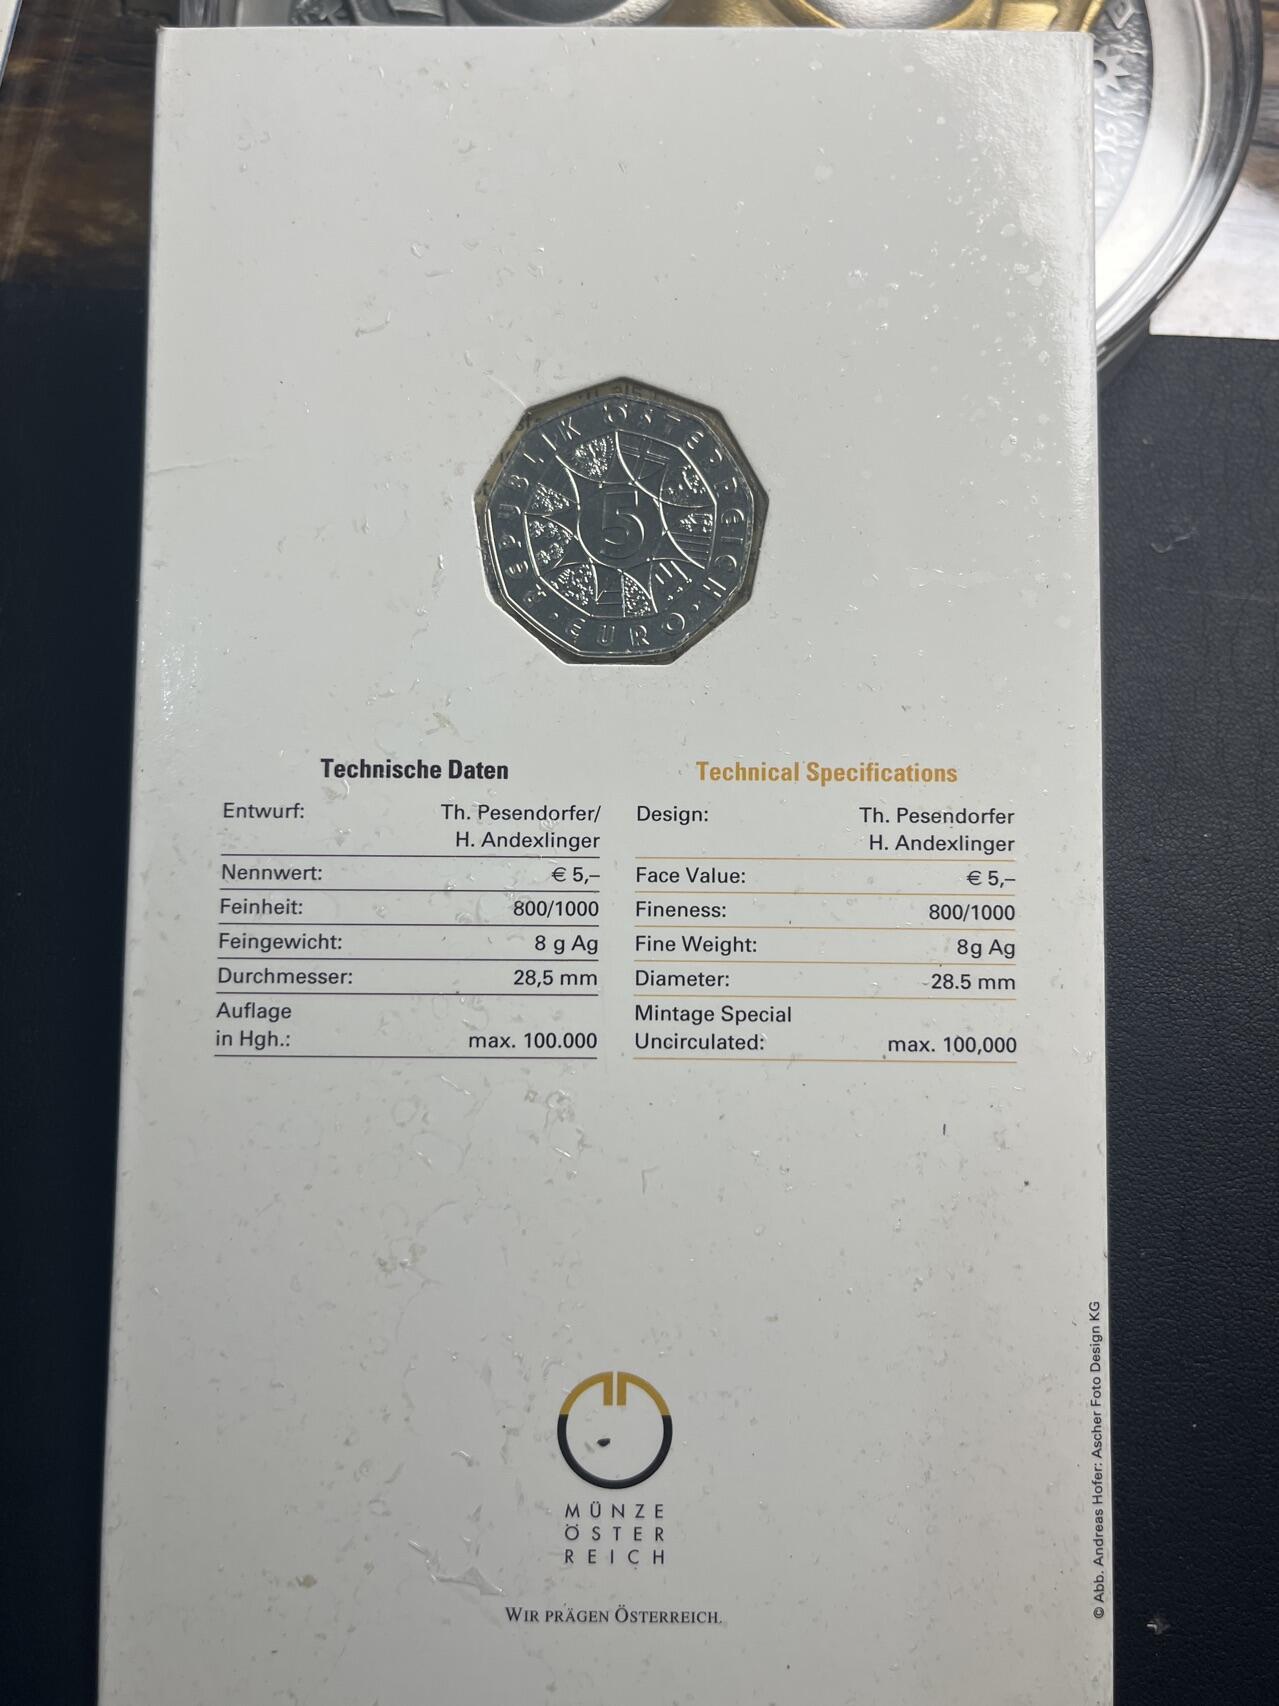 REPUBLIK ÖSTERREICH
5
· EURO ·
Technische Daten
Entwurf: Th. Pesendorfer/
H. Andexlinger
Nennwert: € 5,–
Feinheit: 800/1000
Feingewicht: 8 g Ag
Durchmesser: 28,5 mm
Auflage
in Hgh.: max. 100.000
Technical Specifications
Design: Th. Pesendorfer
H. Andexlinger
Face Value: € 5,–
Fineness: 800/1000
Fine Weight: 8g Ag
Diameter: 28.5 mm
Mintage Special
Uncirculated: max. 100,000
MÜNZE
ÖSTER
REICH
WIR PRÄGEN ÖSTERREICH.
© Abb. Andreas Hofer: Ascher Foto Design KG